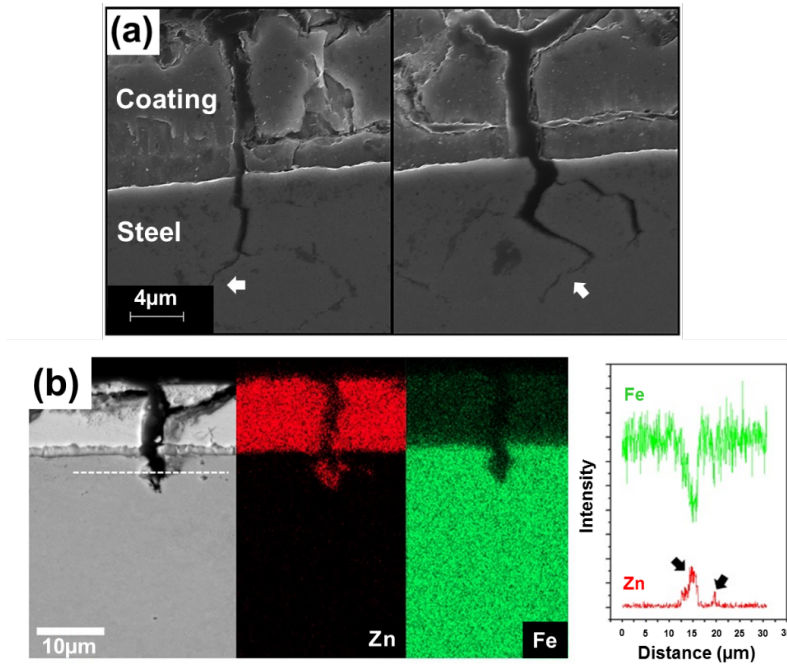 (a)
Coating
Steel
4μm
(b)
10μm
Zn
Fe
Fe
Zn
Intensity
0 5 10 15 20 25 30
Distance (μm)